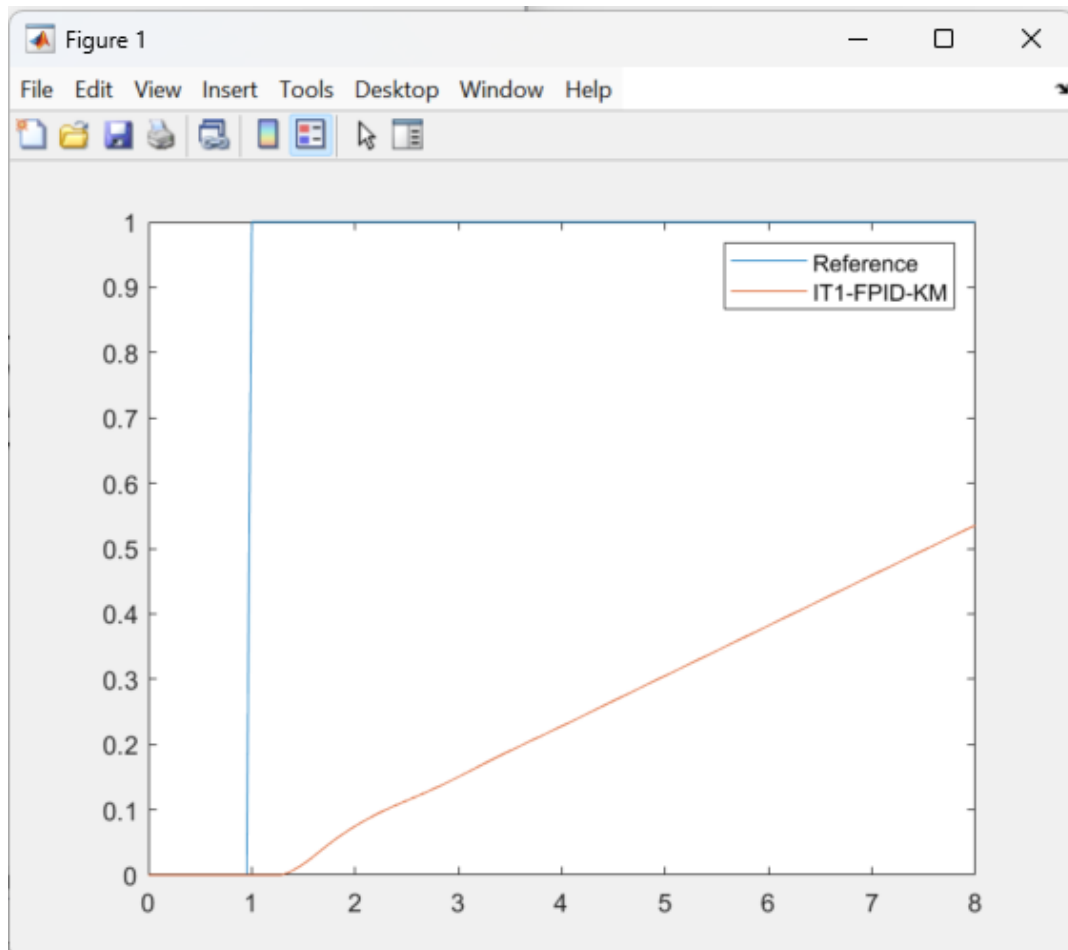 Figure 1
File Edit View Insert Tools Desktop Window Help
1
0.9
0.8
0.7
0.6
0.5
0.4
0.3
0.2
0.1
0
0 1 2 3 4 5 6 7 8
Reference
IT1-FPID-KM